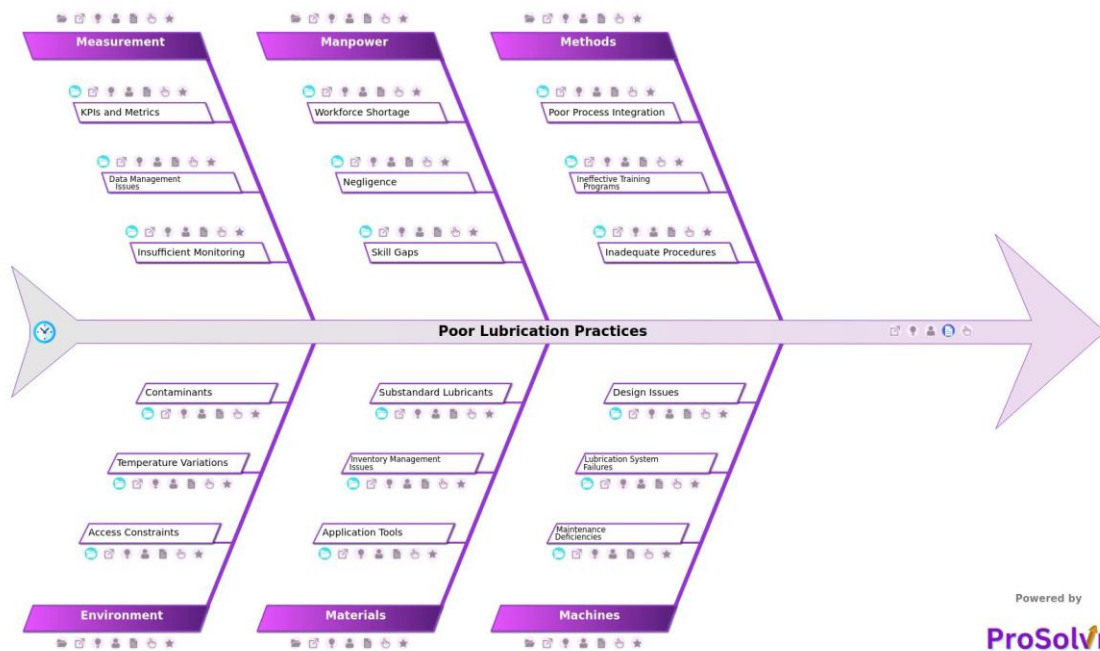 Measurement
Manpower
Methods
KPIs and Metrics
Workforce Shortage
Poor Process Integration
Data Management
Issues
Negligence
Ineffective Training
Programs
Insufficient Monitoring
Skill Gaps
Inadequate Procedures
Poor Lubrication Practices
Contaminants
Substandard Lubricants
Design Issues
Temperature Variations
Inventory Management
Issues
Lubrication System
Failures
Access Constraints
Application Tools
Maintenance
Deficiencies
Environment
Materials
Machines
Powered by